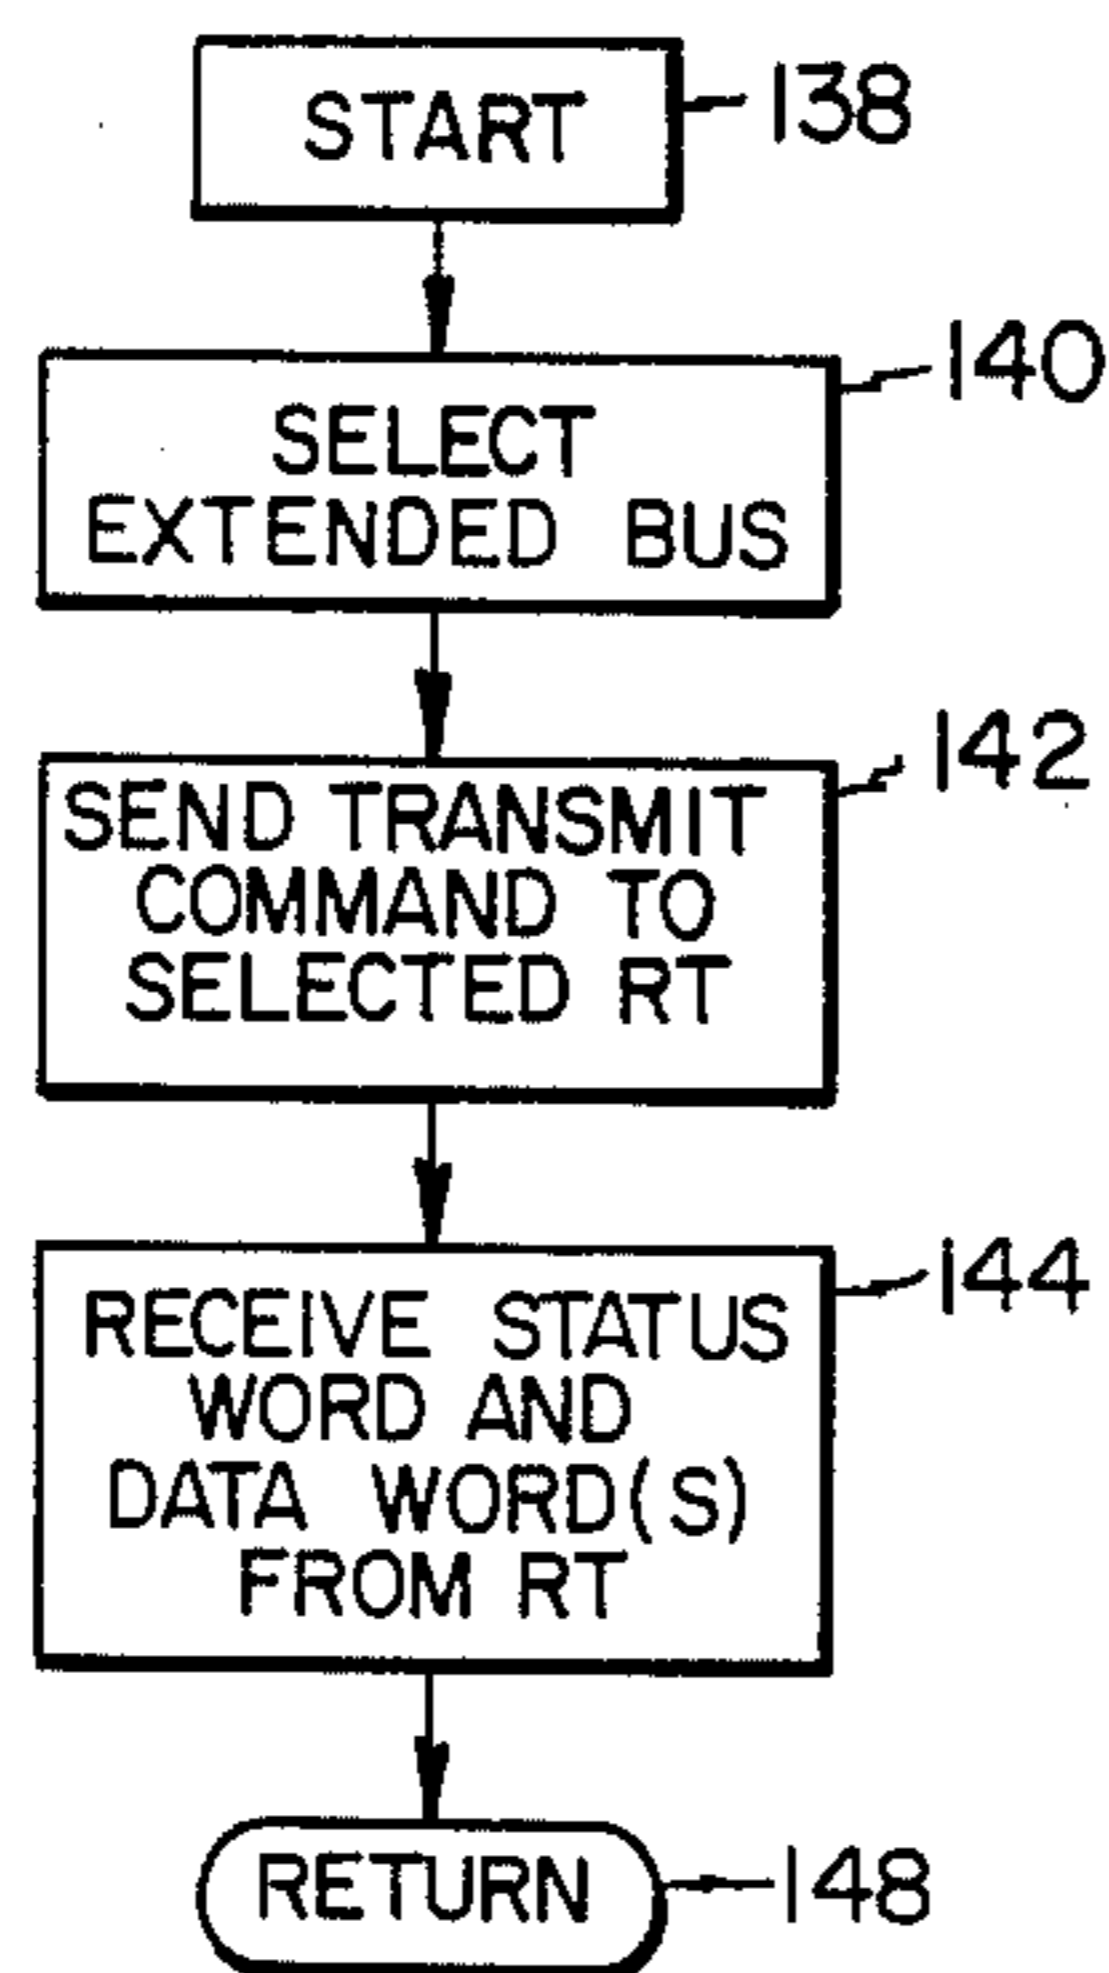 START
138
SELECT
EXTENDED BUS
140
SEND TRANSMIT
COMMAND TO
SELECTED RT
142
RECEIVE STATUS
WORD AND
DATA WORD(S)
FROM RT
144
RETURN
148